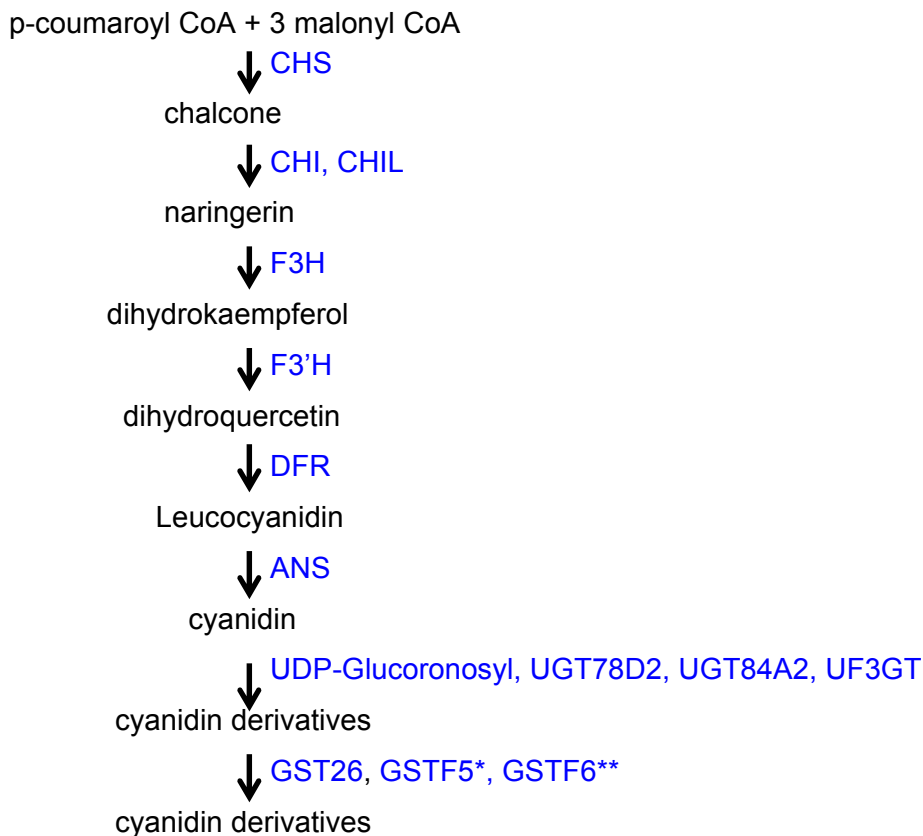 p-coumaroyl CoA + 3 malonyl CoA
CHS
chalcone
CHI, CHIL
naringerin
F3H
dihydrokaempferol
F3’H
dihydroquercetin
DFR
Leucocyanidin
ANS
cyanidin
UDP-Glucoronosyl, UGT78D2, UGT84A2, UF3GT
cyanidin derivatives
GST26, GSTF5*, GSTF6**
cyanidin derivatives